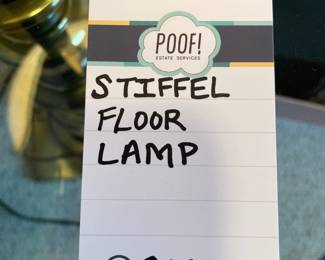 POOF!
ESTATE SERVICES
STIFFEL
FLOOR
LAMP